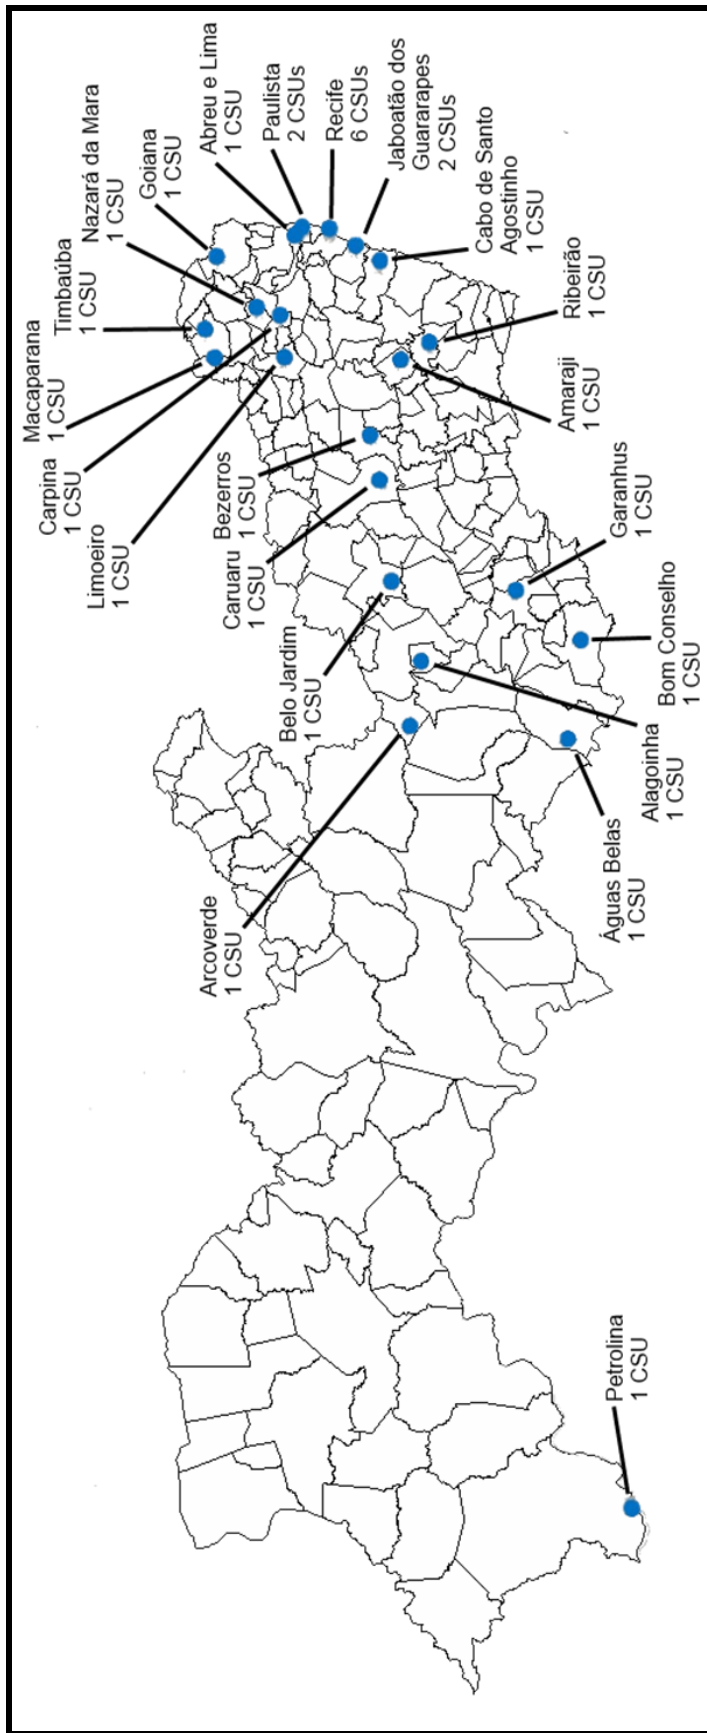 Macaparana
1 CSU
Timbaúba
1 CSU
Nazará da Mara
1 CSU
Goiana
1 CSU
Abreu e Lima
1 CSU
Paulista
2 CSUs
Recife
6 CSUs
Jaboatão dos
Guararapes
2 CSUs
Cabo de Santo
Agostinho
1 CSU
Ribeirão
1 CSU
Amaraji
1 CSU
Carpina
1 CSU
Limoeiro
1 CSU
Bezerros
1 CSU
Caruaru
1 CSU
Belo Jardim
1 CSU
Arcoverde
1 CSU
Garanhus
1 CSU
Bom Conselho
1 CSU
Alagoinha
1 CSU
Águas Belas
1 CSU
Petrolina
1 CSU